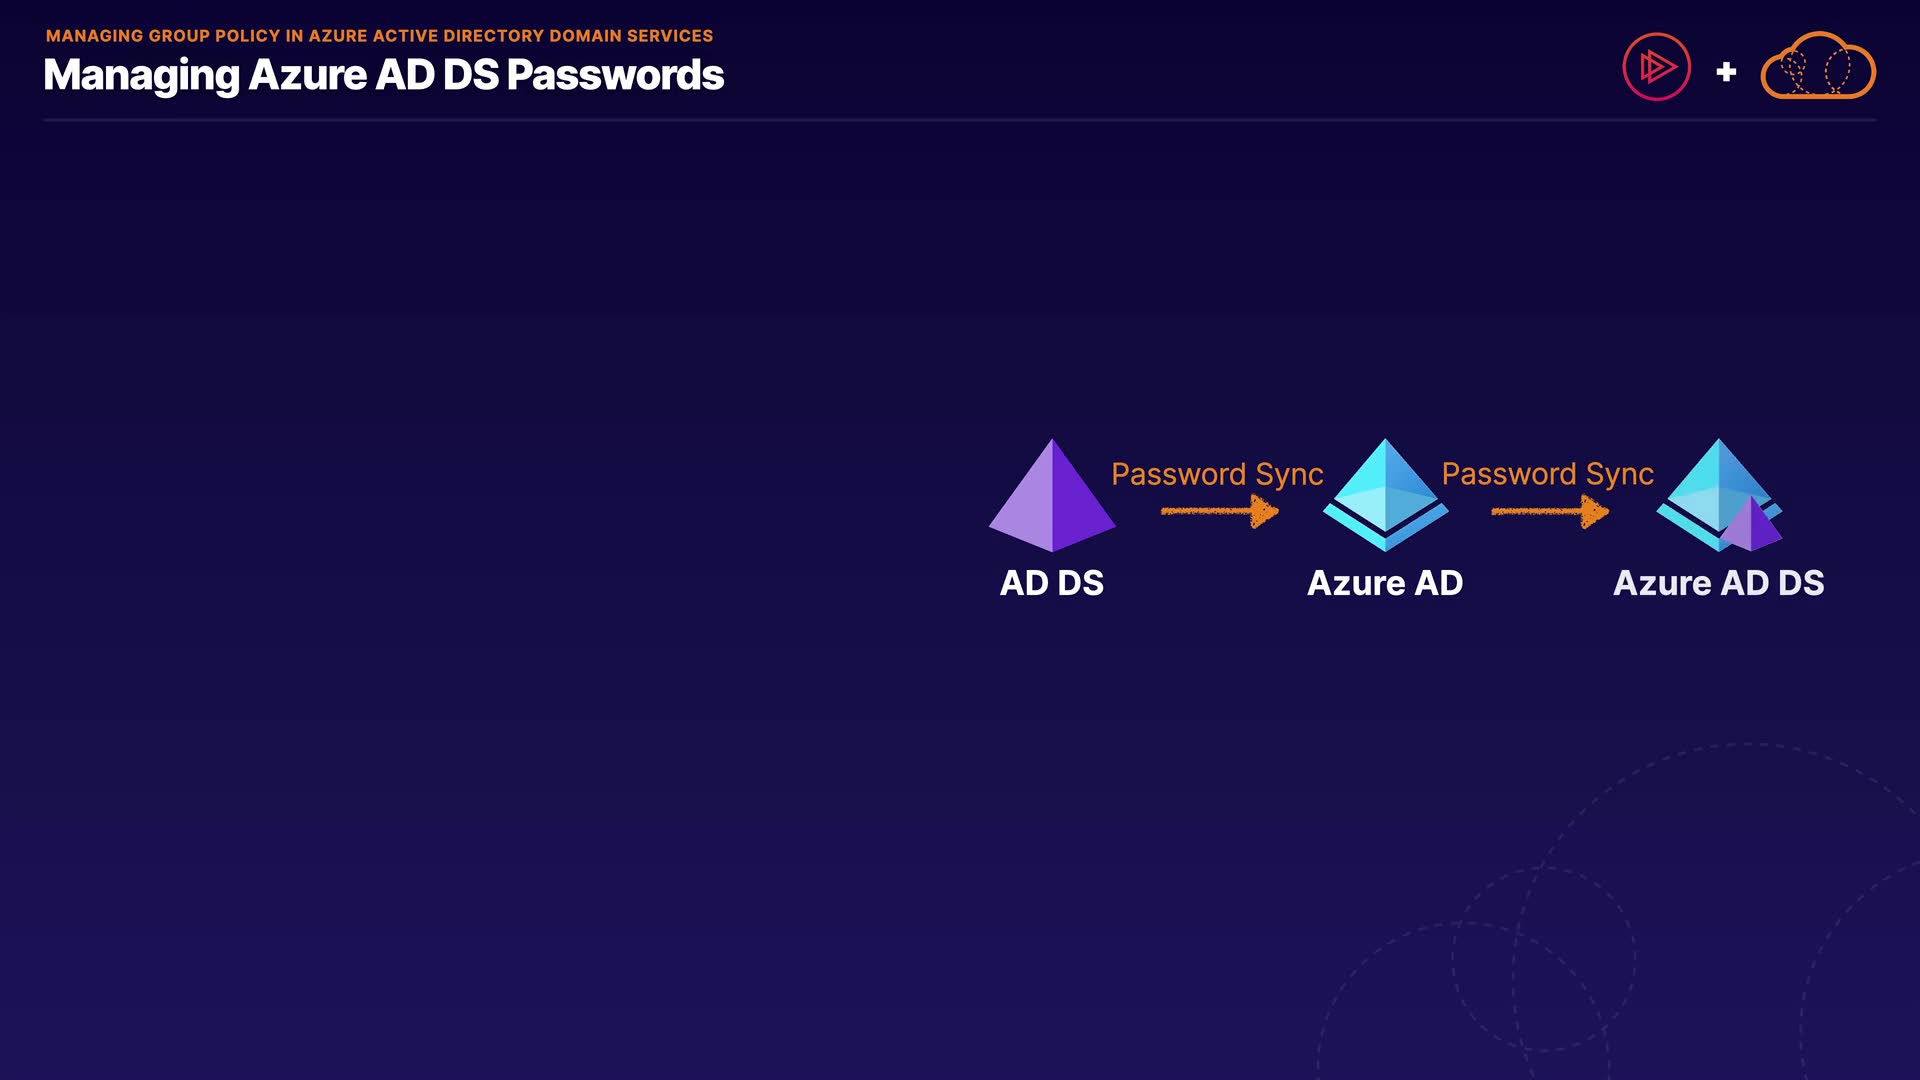 MANAGING GROUP POLICY IN AZURE ACTIVE DIRECTORY DOMAIN SERVICES
Managing Azure AD DS Passwords
Password Sync
Password Sync
AD DS
Azure AD
Azure AD DS